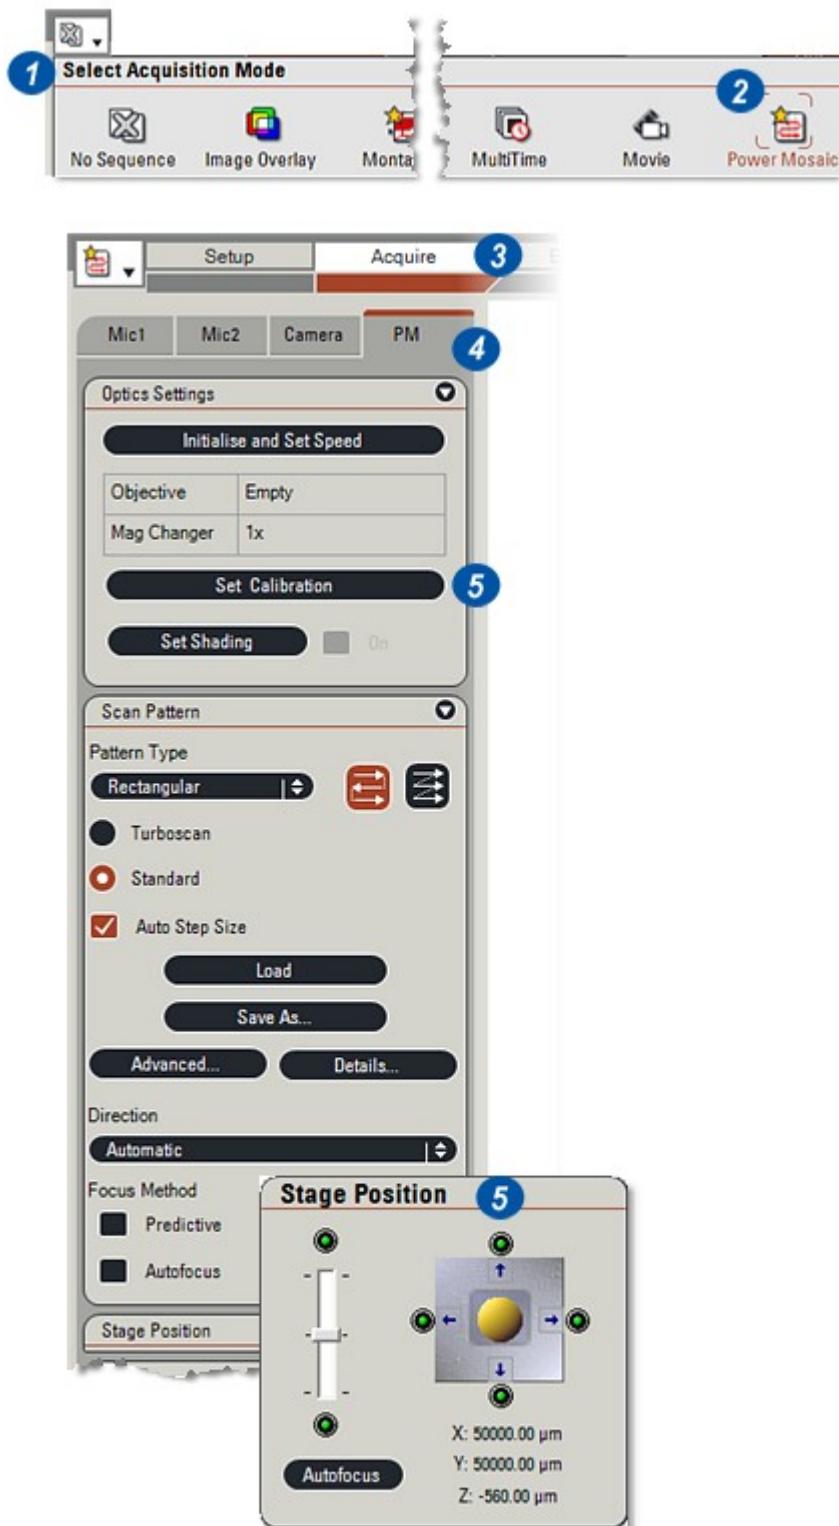 1 Select Acquisition Mode 2
No Sequence Image Overlay Monta MultiTime Movie Power Mosaic
Setup Acquire 3
Mic1 Mic2 Camera PM 4
Optics Settings
Initialise and Set Speed
Objective Empty
Mag Changer 1x
Set Calibration 5
Set Shading On
Scan Pattern
Pattern Type
Rectangular
Turboscan
Standard
Auto Step Size
Load
Save As...
Advanced... Details...
Direction
Automatic
Focus Method
Predictive
Autofocus
Stage Position
Stage Position 5
X: 50000.00 µm
Y: 50000.00 µm
Z: -560.00 µm
Autofocus